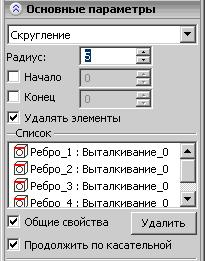 Основные параметры
Скругление
Радиус: 5
Начало 0
Конец 0
Удалять элементы
Список
Ребро_1 : Выталкивание_0
Ребро_2 : Выталкивание_0
Ребро_3 : Выталкивание_0
Ребро_4 : Выталкивание_0
Общие свойства Удалить
Продолжить по касательной